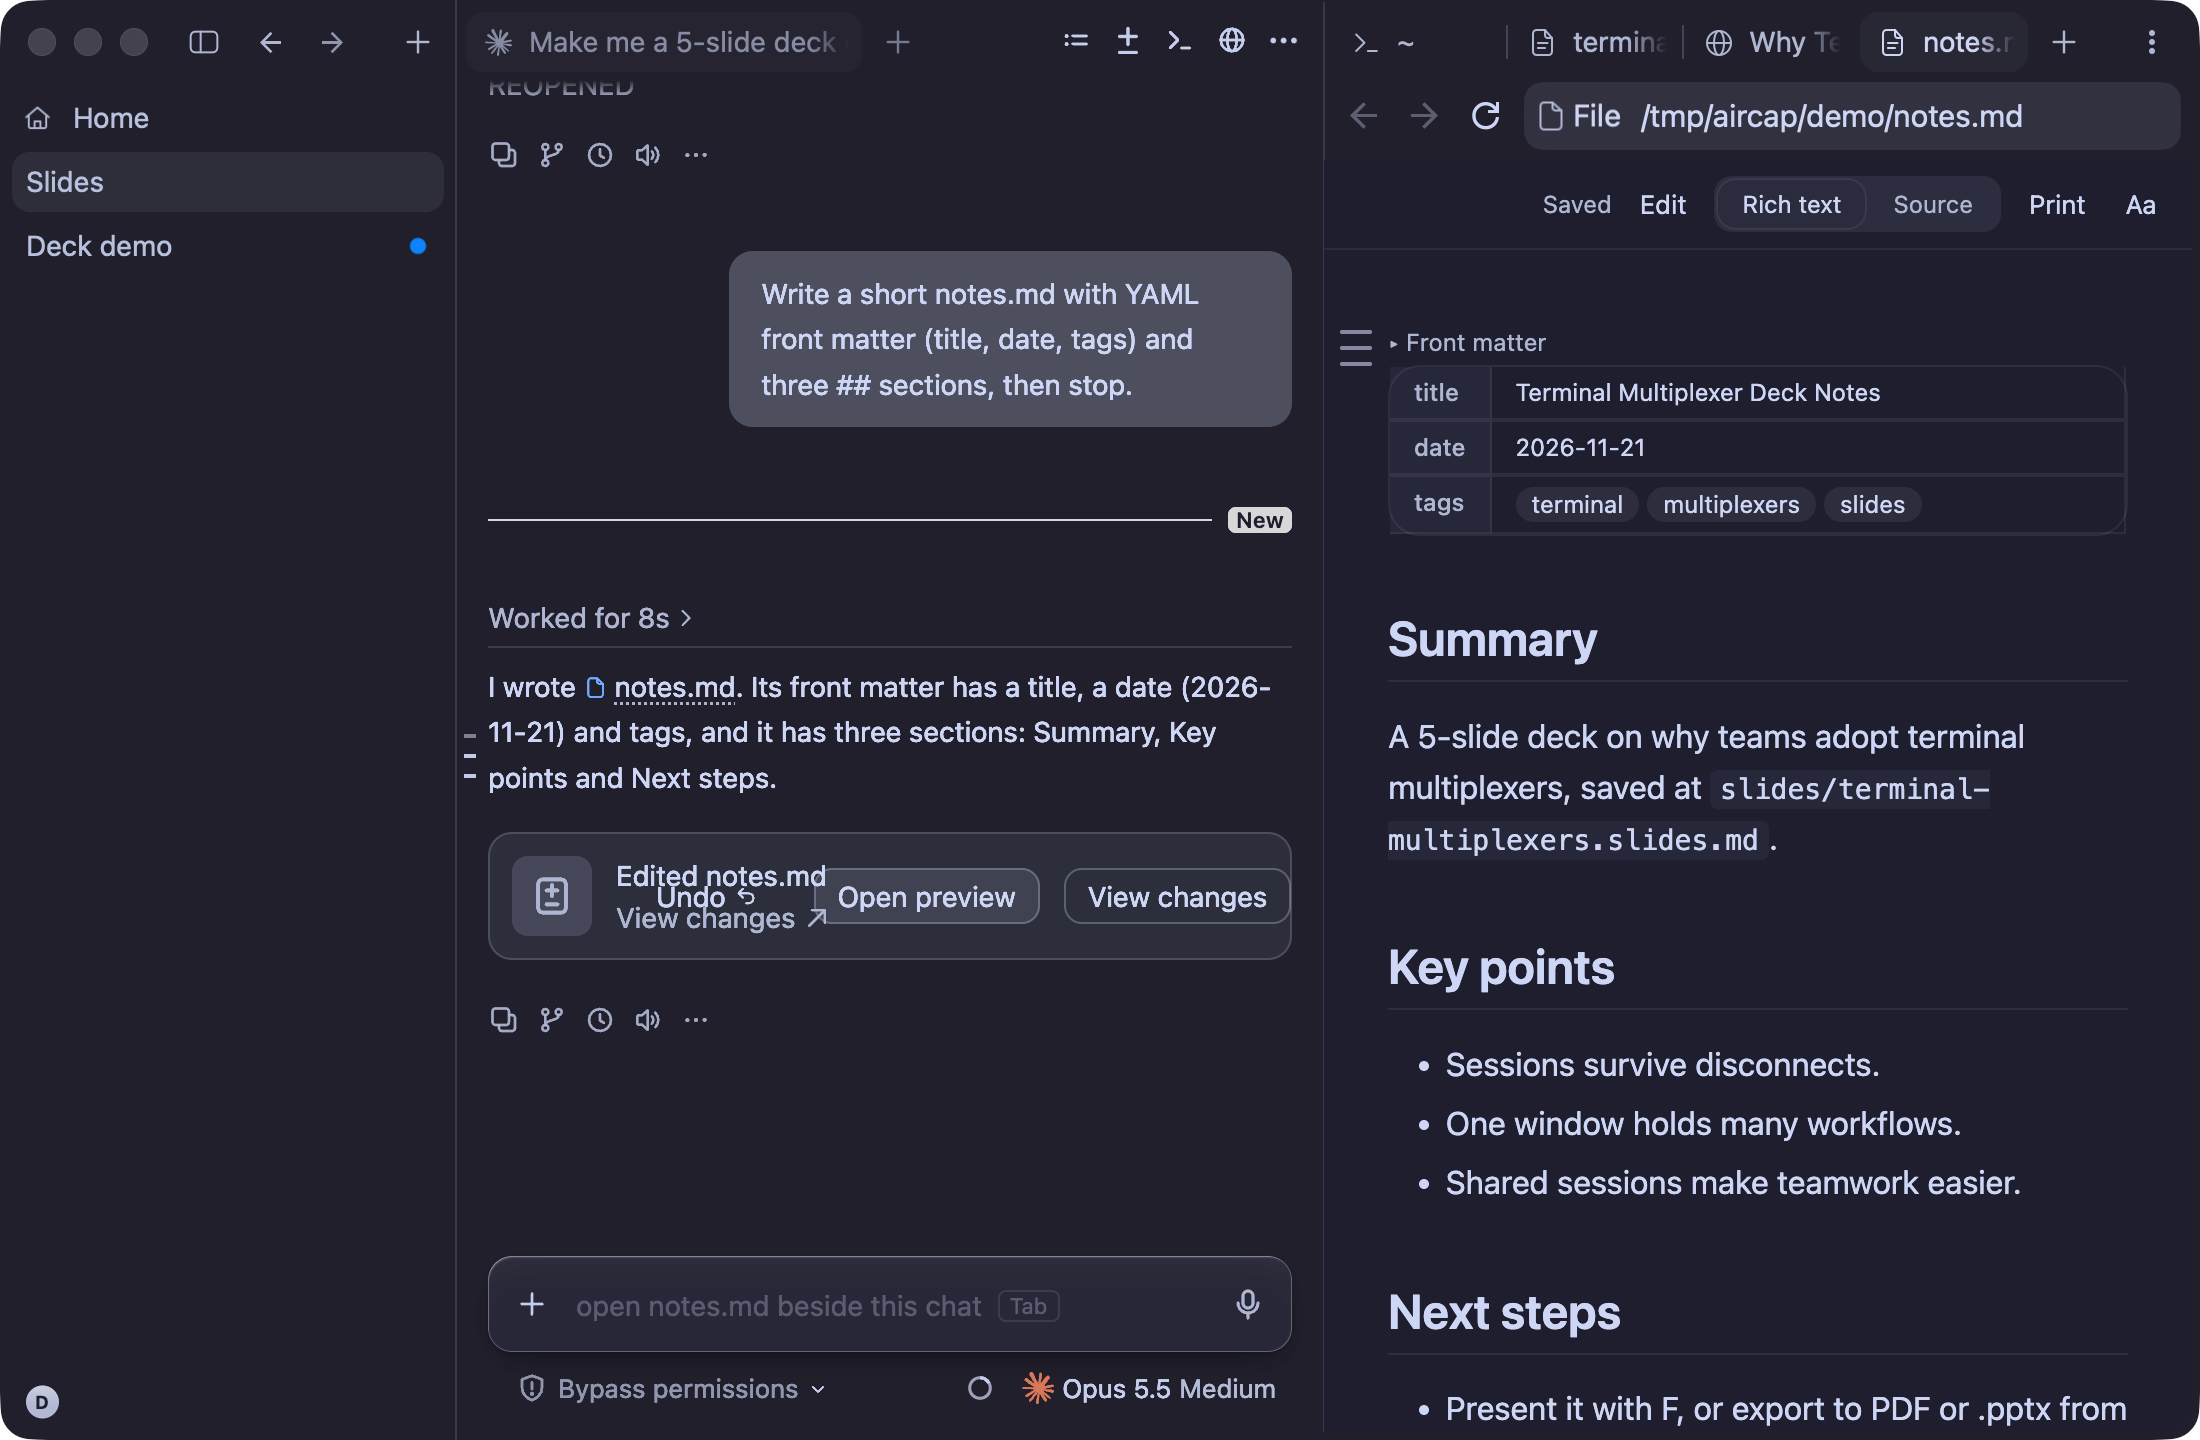 Home
Slides
Deck demo
D
Make me a 5-slide deck
REOPENED
Write a short notes.md with YAML
front matter (title, date, tags) and
three ## sections, then stop.
New
Worked for 8s
I wrote notes.md. Its front matter has a title, a date (2026-
11-21) and tags, and it has three sections: Summary, Key
points and Next steps.
Edited notes.md
Undo
View changes
Open preview
View changes
open notes.md beside this chat Tab
Bypass permissions
Opus 5.5 Medium
~
termina
Why Te
notes.
File /tmp/aircap/demo/notes.md
Saved Edit Rich text Source Print Aa
Front matter
title Terminal Multiplexer Deck Notes
date 2026-11-21
tags terminal multiplexers slides
Summary
A 5-slide deck on why teams adopt terminal
multiplexers, saved at slides/terminal-
multiplexers.slides.md.
Key points
• Sessions survive disconnects.
• One window holds many workflows.
• Shared sessions make teamwork easier.
Next steps
• Present it with F, or export to PDF or .pptx from